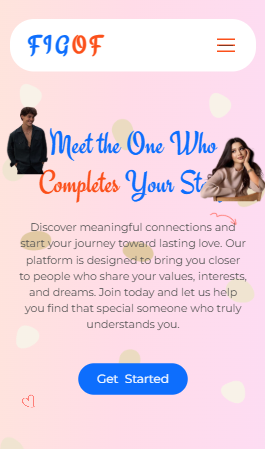 FIGOF
Meet the One Who
Completes Your St
Discover meaningful connections and
start your journey toward lasting love. Our
platform is designed to bring you closer
to people who share your values, interests,
and dreams. Join today and let us help
you find that special someone who truly
understands you.
Get Started